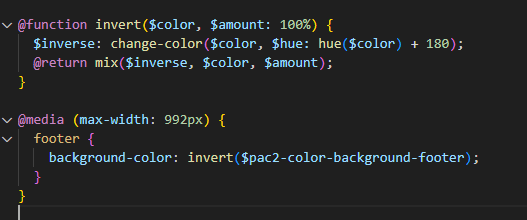 @function invert($color, $amount: 100%) {
  $inverse: change-color($color, $hue: hue($color) + 180);
  @return mix($inverse, $color, $amount);
}

@media (max-width: 992px) {
  footer {
    background-color: invert($pac2-color-background-footer);
  }
}